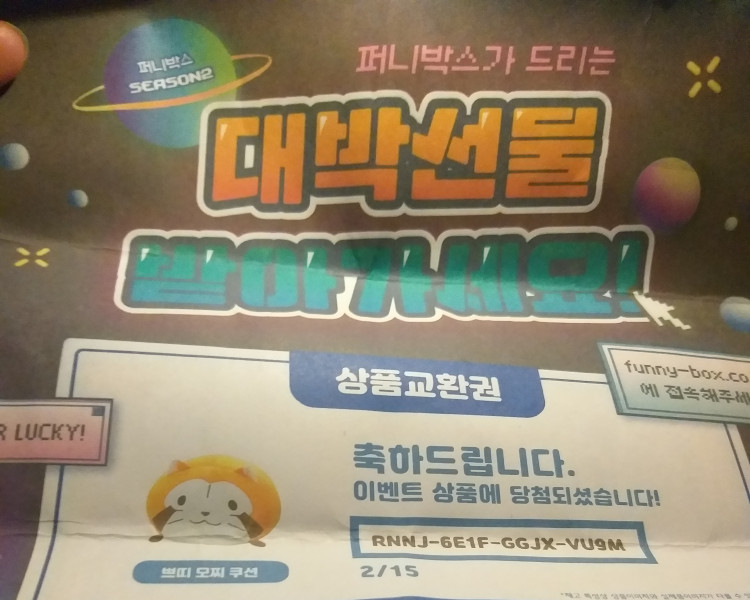 퍼니박스
SEASON2
퍼니박스가 드리는
대박선물
받아가세요!
상품교환권
funny-box.co
에 접속해주세
R LUCKY!
축하드립니다.
이벤트 상품에 당첨되셨습니다!
RNNJ-6E1F-GGJX-VU9M
쁘띠 모찌 쿠션
2/15